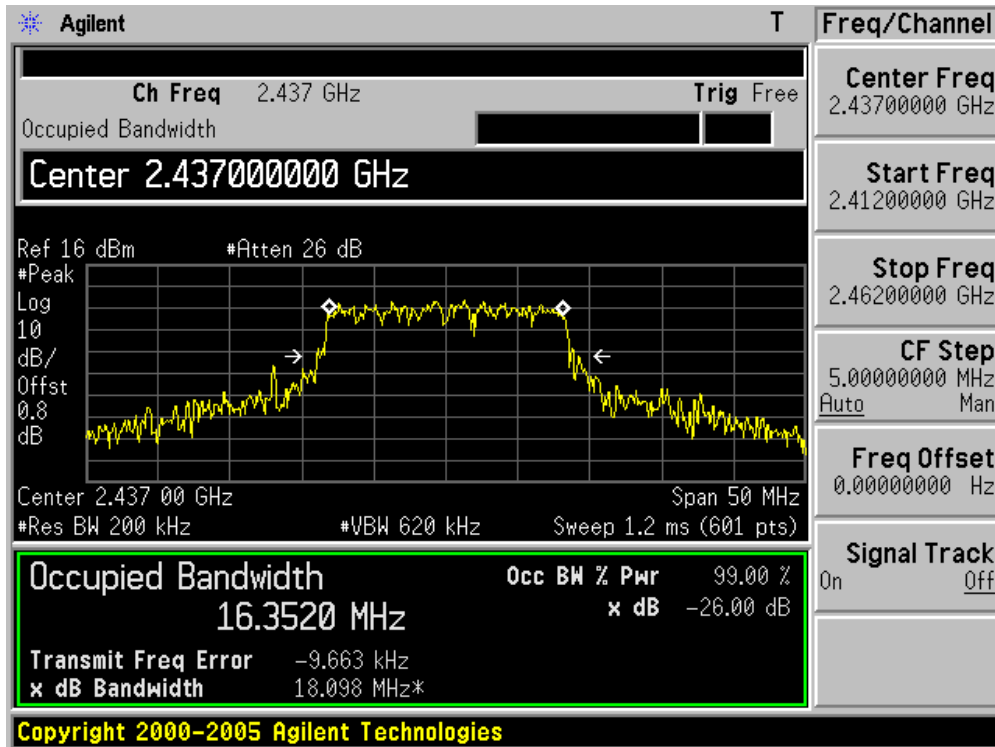 Agilent T
Freq/Channel
Ch Freq 2.437 GHz Trig Free
Occupied Bandwidth
Center 2.437000000 GHz
Ref 16 dBm #Atten 26 dB
#Peak
Log
10
dB/
Offst
0.8
dB
Center 2.437 00 GHz Span 50 MHz
#Res BW 200 kHz #VBW 620 kHz Sweep 1.2 ms (601 pts)
Occupied Bandwidth Occ BW % Pwr 99.00 %
16.3520 MHz x dB -26.00 dB
Transmit Freq Error -9.663 kHz
x dB Bandwidth 18.098 MHz*
Center Freq
2.43700000 GHz
Start Freq
2.41200000 GHz
Stop Freq
2.46200000 GHz
CF Step
5.00000000 MHz
Auto Man
Freq Offset
0.00000000 Hz
Signal Track
On Off
Copyright 2000-2005 Agilent Technologies